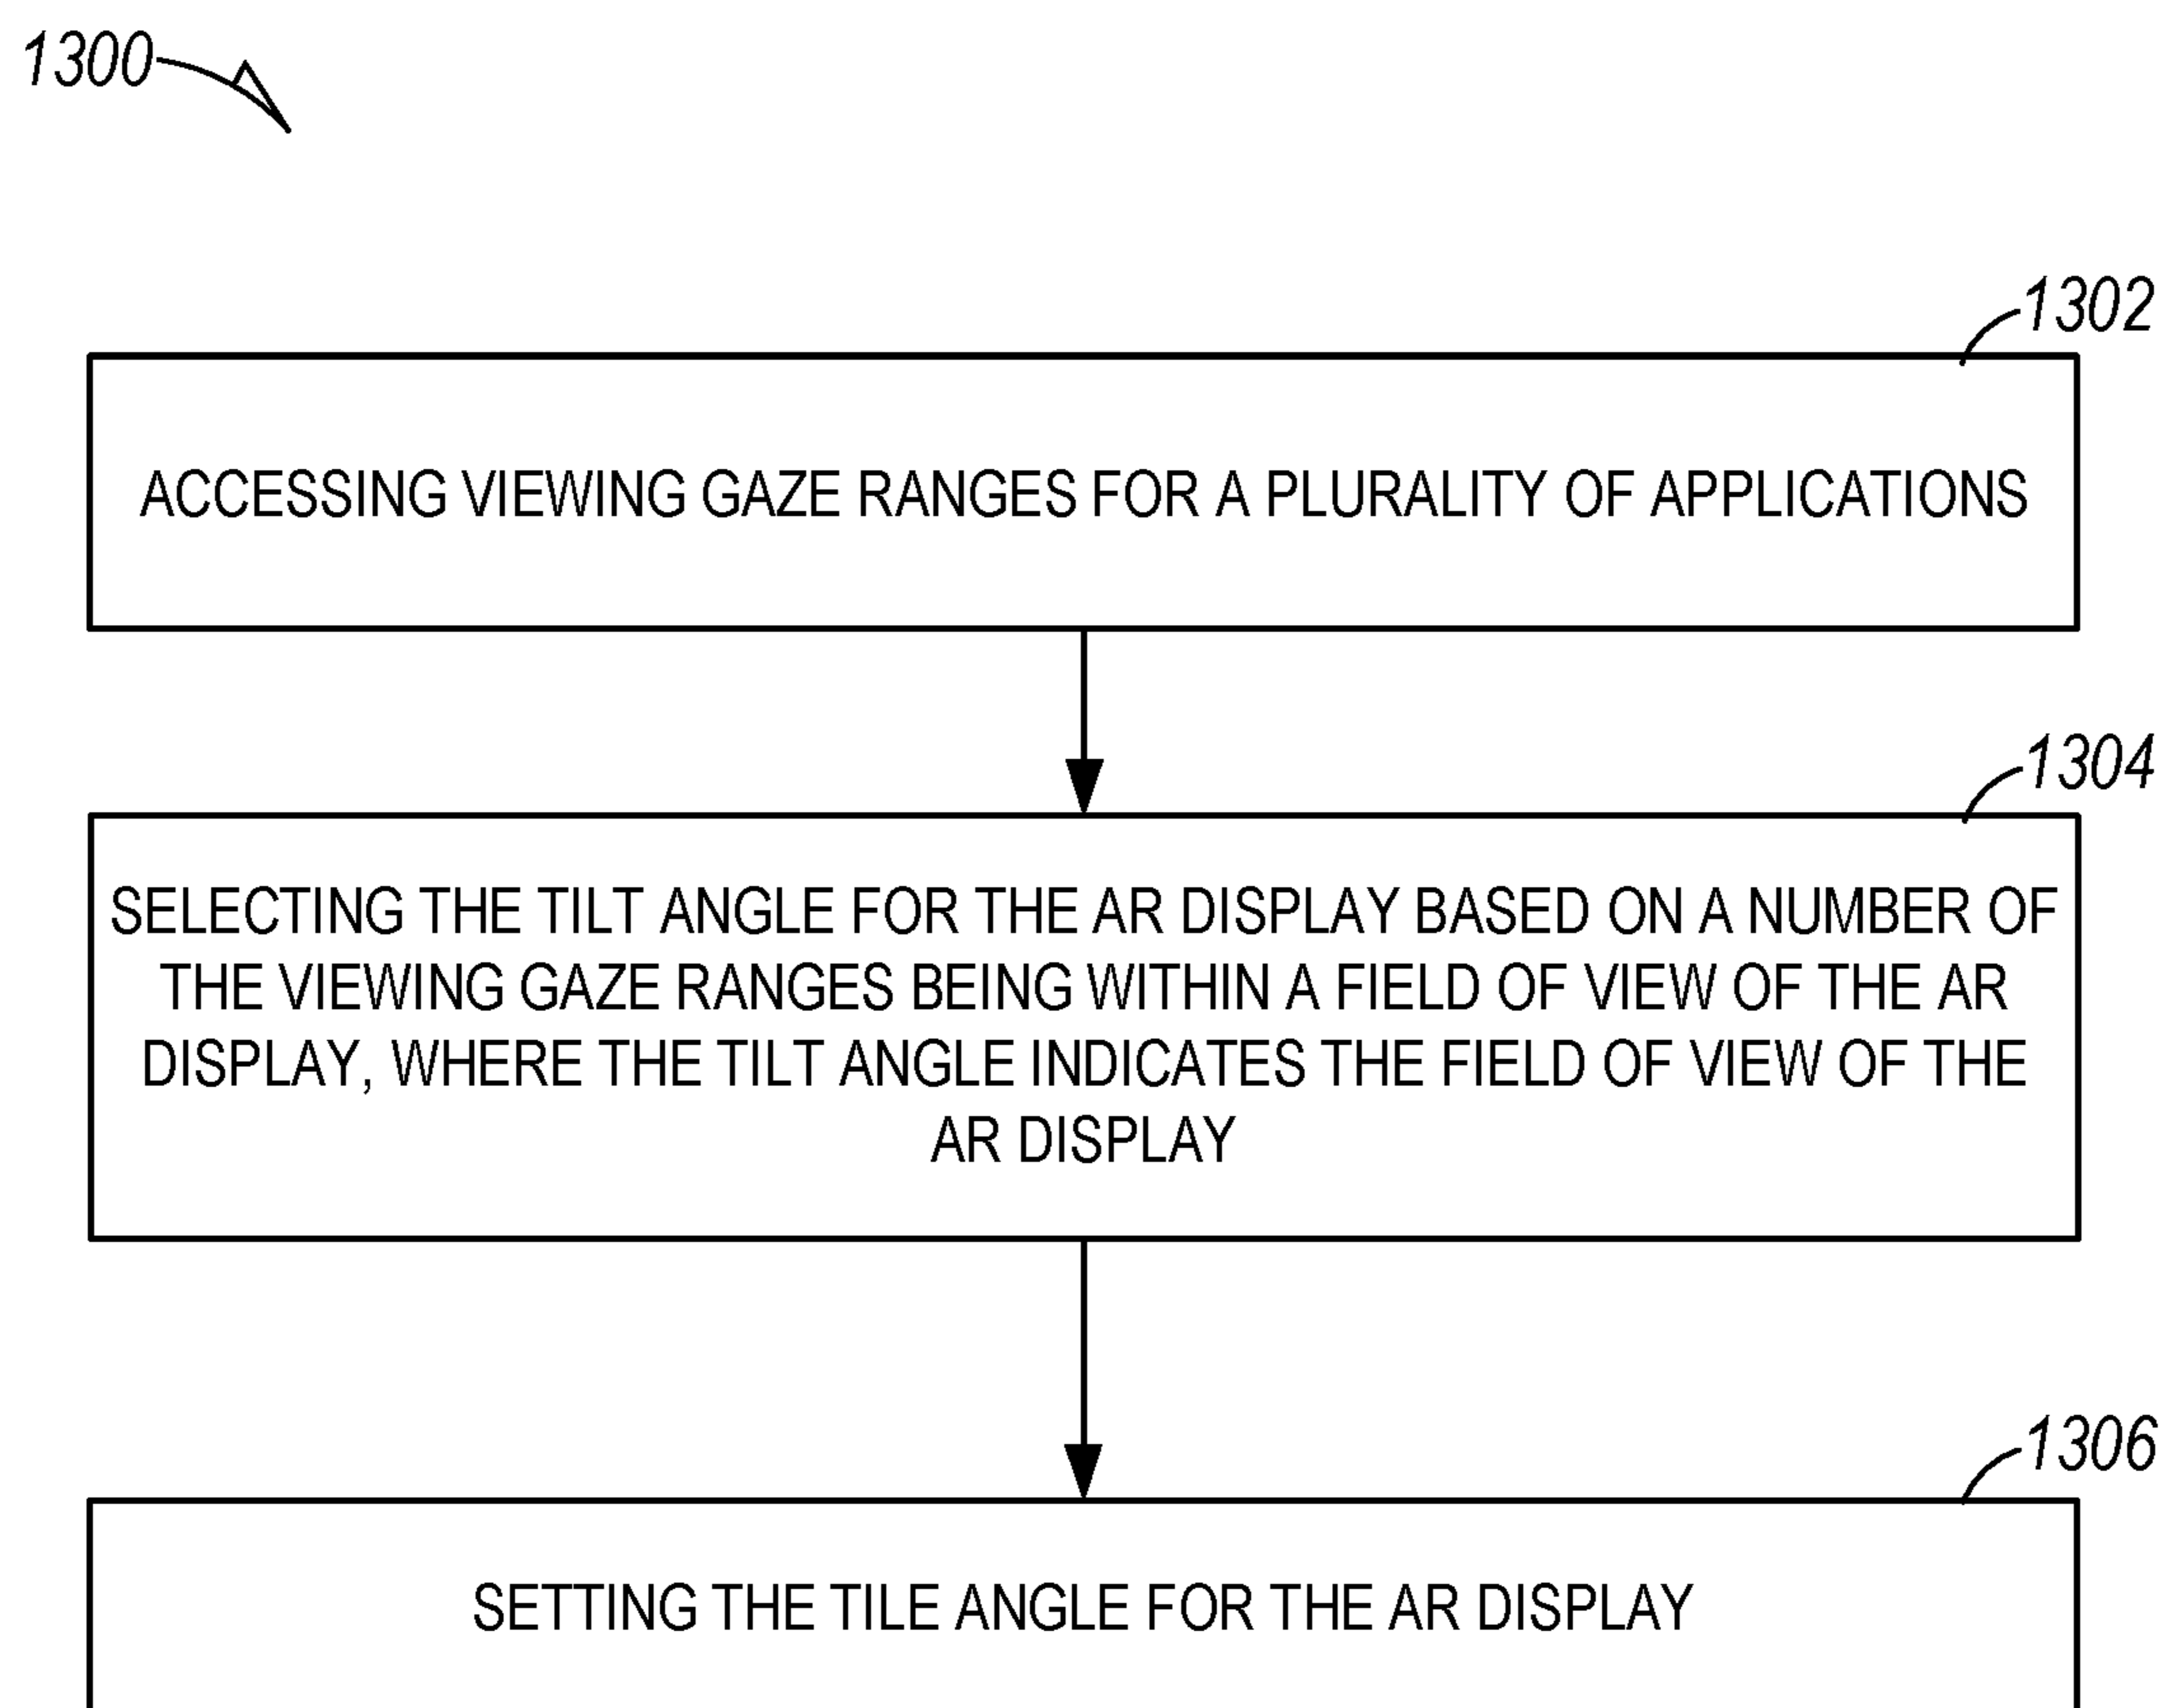 1300
1302
ACCESSING VIEWING GAZE RANGES FOR A PLURALITY OF APPLICATIONS
1304
SELECTING THE TILT ANGLE FOR THE AR DISPLAY BASED ON A NUMBER OF
THE VIEWING GAZE RANGES BEING WITHIN A FIELD OF VIEW OF THE AR
DISPLAY, WHERE THE TILT ANGLE INDICATES THE FIELD OF VIEW OF THE
AR DISPLAY
1306
SETTING THE TILE ANGLE FOR THE AR DISPLAY